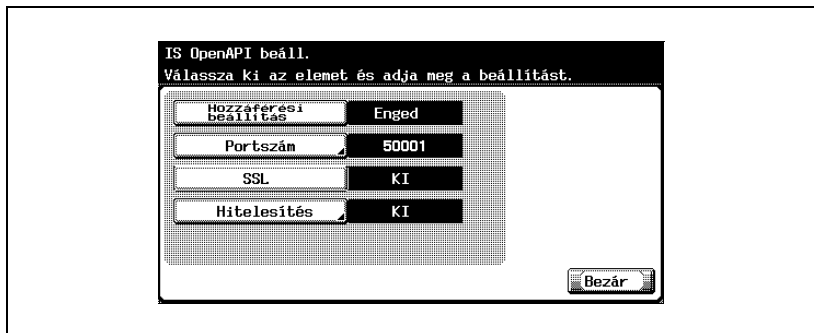 IS OpenAPI beáll.
Válassza ki az elemet és adja meg a beállítást.
Hozzáférési
beállítás
Enged
Portszám
50001
SSL
KI
Hitelesítés
KI
Bezár